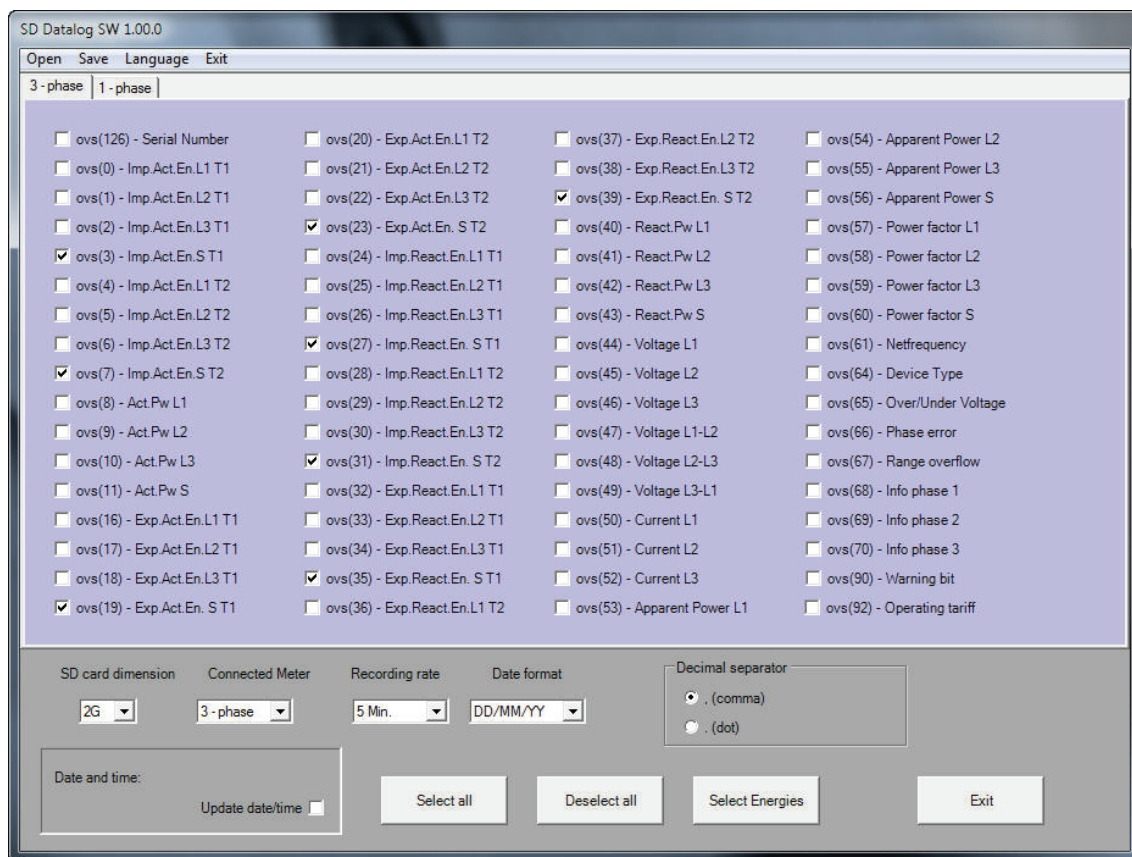 SD Datalog SW 1.00.0
Open Save Language Exit
3 - phase 1 - phase
ovs(126) - Serial Number
ovs(0) - Imp.Act.En.L1 T1
ovs(1) - Imp.Act.En.L2 T1
ovs(2) - Imp.Act.En.L3 T1
ovs(3) - Imp.Act.En.S T1
ovs(4) - Imp.Act.En.L1 T2
ovs(5) - Imp.Act.En.L2 T2
ovs(6) - Imp.Act.En.L3 T2
ovs(7) - Imp.Act.En.S T2
ovs(8) - Act.Pw L1
ovs(9) - Act.Pw L2
ovs(10) - Act.Pw L3
ovs(11) - Act.Pw S
ovs(16) - Exp.Act.En.L1 T1
ovs(17) - Exp.Act.En.L2 T1
ovs(18) - Exp.Act.En.L3 T1
ovs(19) - Exp.Act.En. S T1
ovs(20) - Exp.Act.En.L1 T2
ovs(21) - Exp.Act.En.L2 T2
ovs(22) - Exp.Act.En.L3 T2
ovs(23) - Exp.Act.En. S T2
ovs(24) - Imp.React.En.L1 T1
ovs(25) - Imp.React.En.L2 T1
ovs(26) - Imp.React.En.L3 T1
ovs(27) - Imp.React.En. S T1
ovs(28) - Imp.React.En.L1 T2
ovs(29) - Imp.React.En.L2 T2
ovs(30) - Imp.React.En.L3 T2
ovs(31) - Imp.React.En. S T2
ovs(32) - Exp.React.En.L1 T1
ovs(33) - Exp.React.En.L2 T1
ovs(34) - Exp.React.En.L3 T1
ovs(35) - Exp.React.En. S T1
ovs(36) - Exp.React.En.L1 T2
ovs(37) - Exp.React.En.L2 T2
ovs(38) - Exp.React.En.L3 T2
ovs(39) - Exp.React.En. S T2
ovs(40) - React.Pw L1
ovs(41) - React.Pw L2
ovs(42) - React.Pw L3
ovs(43) - React.Pw S
ovs(44) - Voltage L1
ovs(45) - Voltage L2
ovs(46) - Voltage L3
ovs(47) - Voltage L1-L2
ovs(48) - Voltage L2-L3
ovs(49) - Voltage L3-L1
ovs(50) - Current L1
ovs(51) - Current L2
ovs(52) - Current L3
ovs(53) - Apparent Power L1
ovs(54) - Apparent Power L2
ovs(55) - Apparent Power L3
ovs(56) - Apparent Power S
ovs(57) - Power factor L1
ovs(58) - Power factor L2
ovs(59) - Power factor L3
ovs(60) - Power factor S
ovs(61) - Netfrequency
ovs(64) - Device Type
ovs(65) - Over/Under Voltage
ovs(66) - Phase error
ovs(67) - Range overflow
ovs(68) - Info phase 1
ovs(69) - Info phase 2
ovs(70) - Info phase 3
ovs(90) - Warning bit
ovs(92) - Operating tariff
SD card dimension Connected Meter Recording rate Date format
2G 3 - phase 5 Min. DD/MM/YY
Decimal separator
, (comma)
. (dot)
Date and time:
Update date/time
Select all Deselect all Select Energies Exit